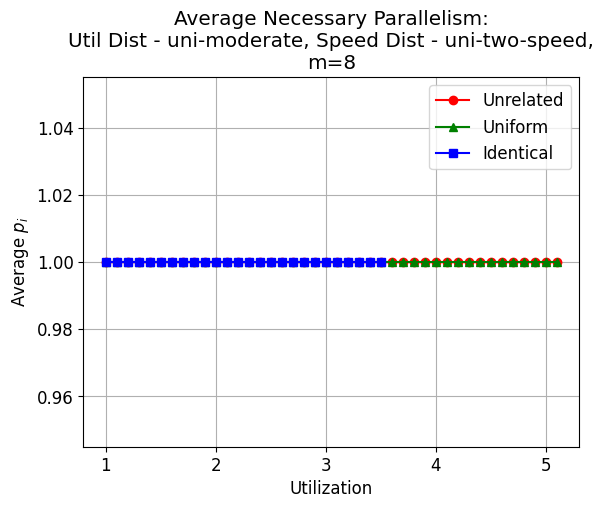 Average Necessary Parallelism:
Util Dist - uni-moderate, Speed Dist - uni-two-speed,
m=8
Unrelated
Uniform
Identical
1.04
1.02
1.00
0.98
0.96
Average $p_i$
1 2 3 4 5
Utilization